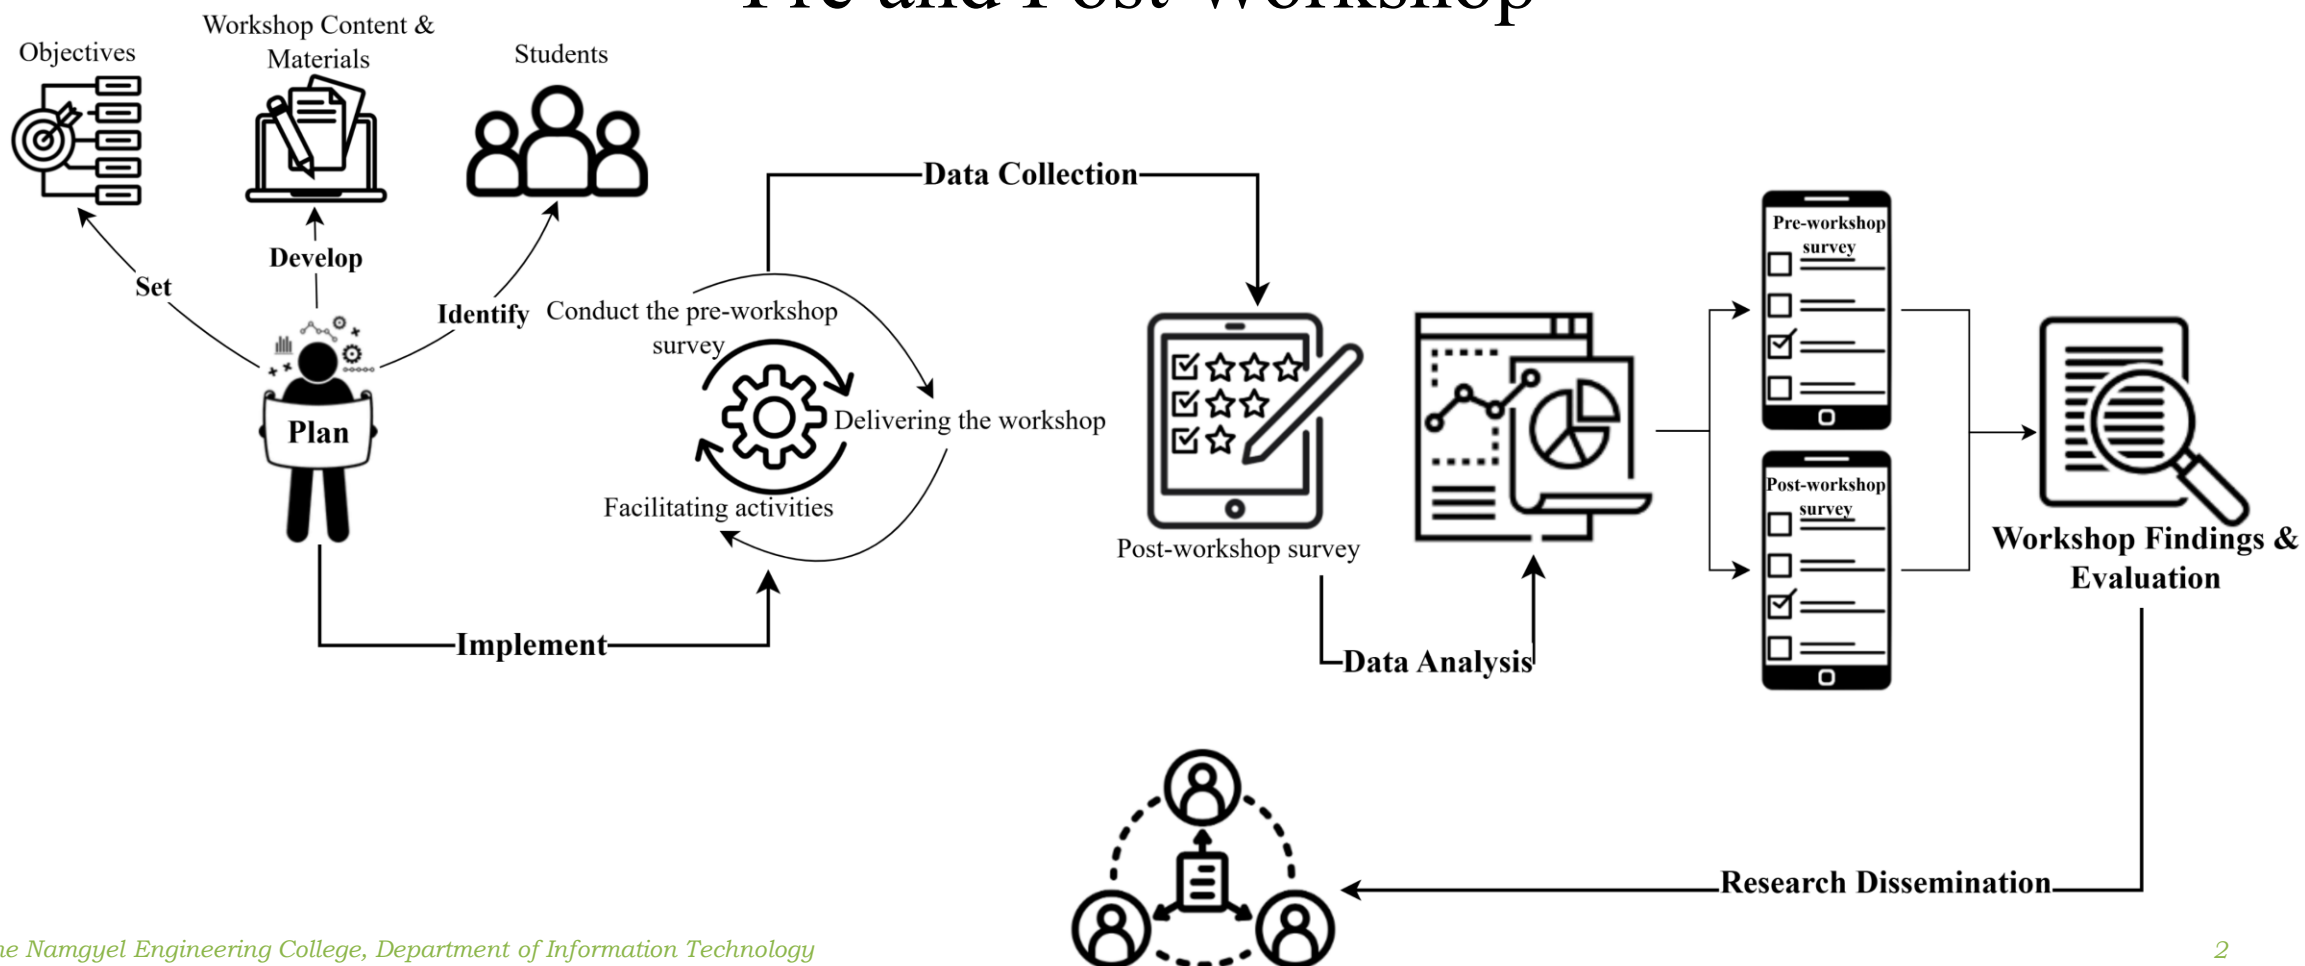 Pre and Post Workshop
Objectives
Workshop Content &
Materials
Students
Set
Develop
Identify
Plan
Implement
Conduct the pre-workshop
survey
Delivering the workshop
Facilitating activities
Data Collection
Post-workshop survey
Data Analysis
Pre-workshop
survey
Post-workshop
survey
Workshop Findings &
Evaluation
Research Dissemination
Namgyel Engineering College, Department of Information Technology
2